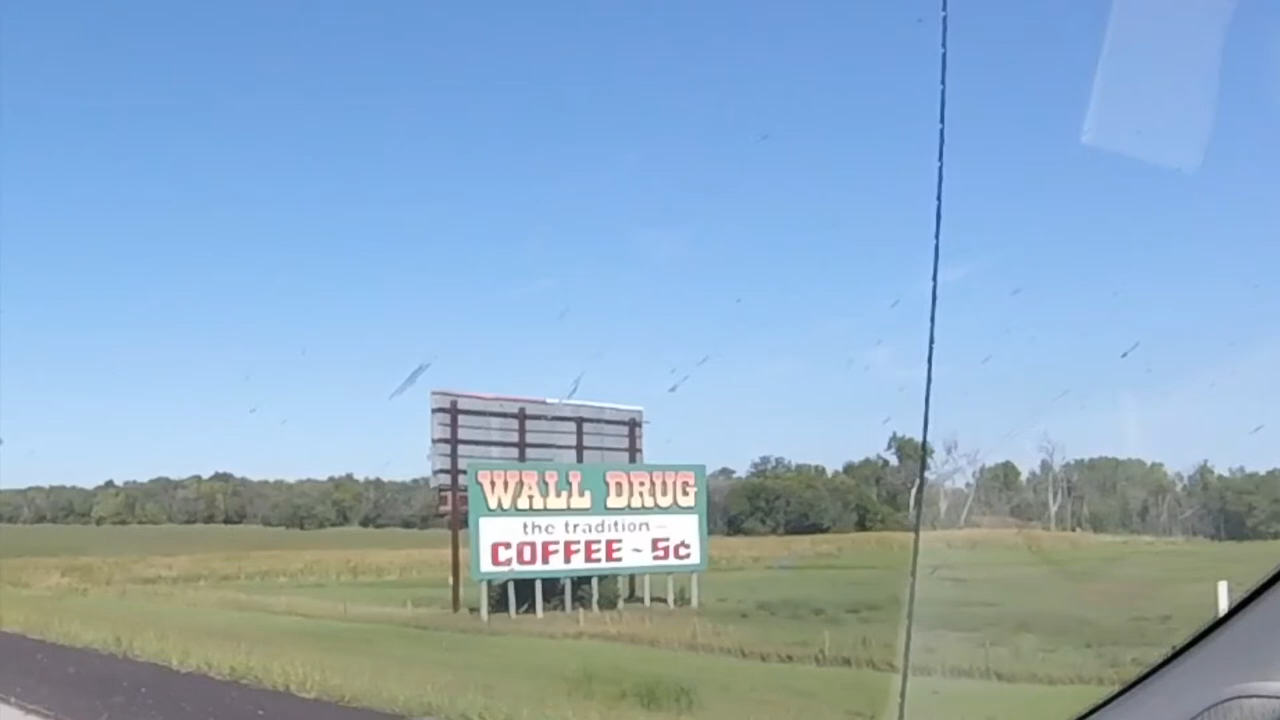 WALL DRUG
the tradition –
COFFEE ~ 5¢